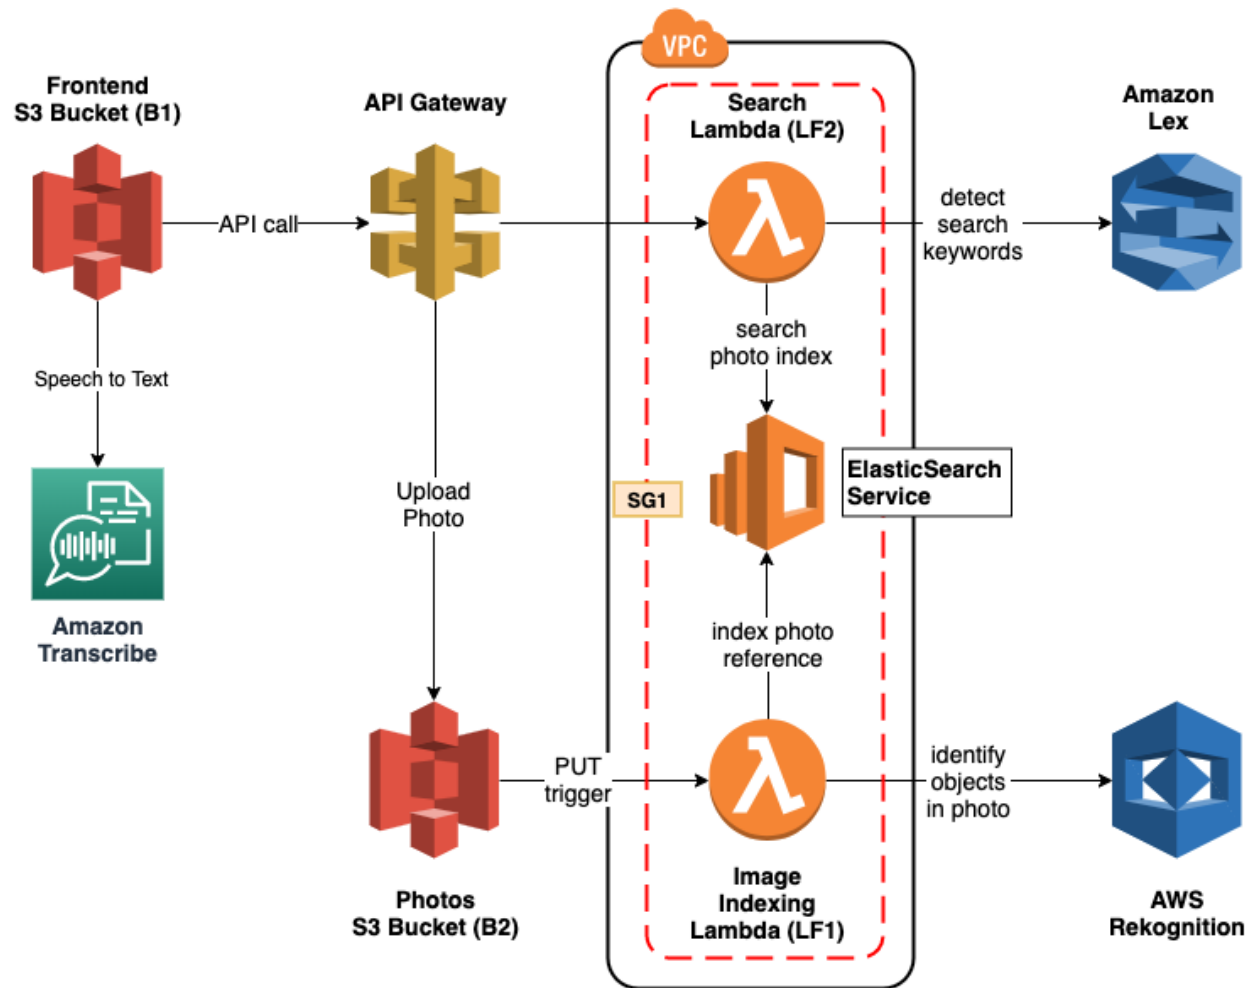 VPC
Frontend
S3 Bucket (B1)
API Gateway
Search
Lambda (LF2)
Amazon
Lex
API call
detect
search
keywords
search
photo index
Speech to Text
Upload
Photo
SG1
ElasticSearch
Service
Amazon
Transcribe
index photo
reference
PUT
trigger
identify
objects
in photo
Photos
S3 Bucket (B2)
Image
Indexing
Lambda (LF1)
AWS
Rekognition